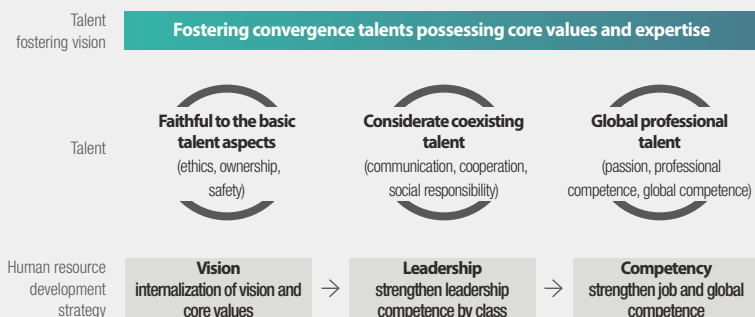 Talent
fostering vision
Fostering convergence talents possessing core values and expertise
Talent
Faithful to the basic
talent aspects
(ethics, ownership,
safety)
Considerate coexisting
talent
(communication, cooperation,
social responsibility)
Global professional
talent
(passion, professional
competence, global competence)
Human resource
development
strategy
Vision
internalization of vision and
core values
→
Leadership
strengthen leadership
competence by class
→
Competency
strengthen job and global
competence